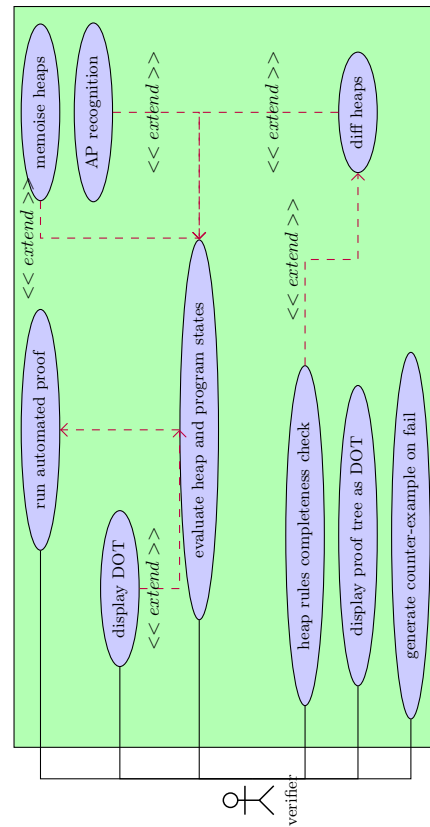 memoise heaps
AP recognition
<< extend >>
<< extend >>
diff heaps
<< extend >>
<< extend >>
run automated proof
evaluate heap and program states
display DOT
<< extend >>
heap rules completeness check
display proof tree as DOT
generate counter-example on fail
verifier